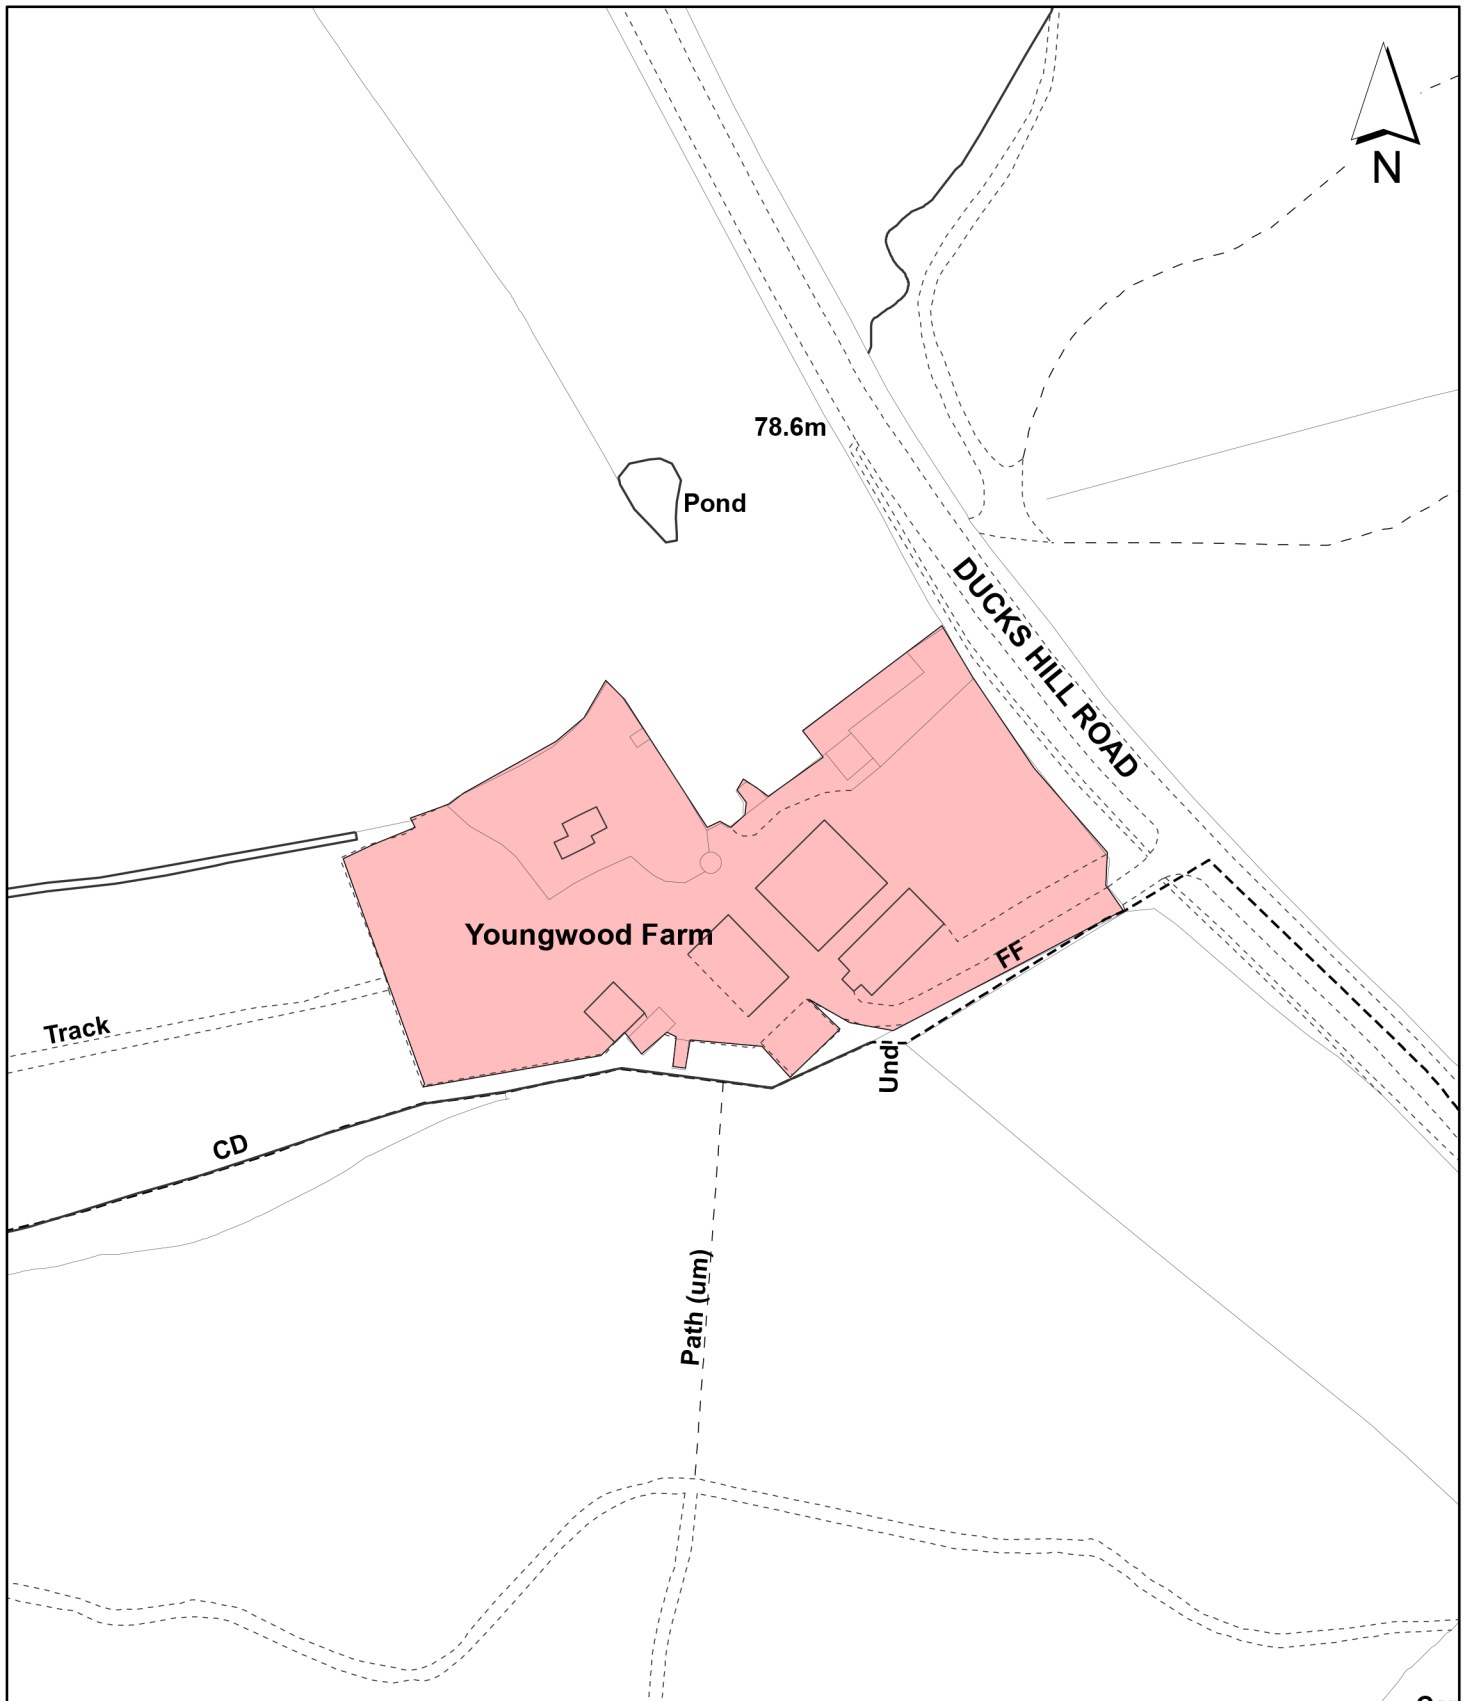 N
78.6m
Pond
DUCKS HILL ROAD
Youngwood Farm
FF
Track
Und
CD
Path (um)